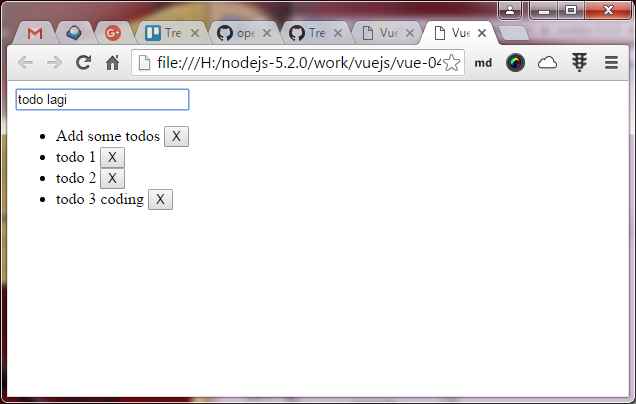 Tre
ope
Tre
Vue
Vue
file:///H:/nodejs-5.2.0/work/vuejs/vue-04
md
todo lagi
Add some todos X
todo 1 X
todo 2 X
todo 3 coding X